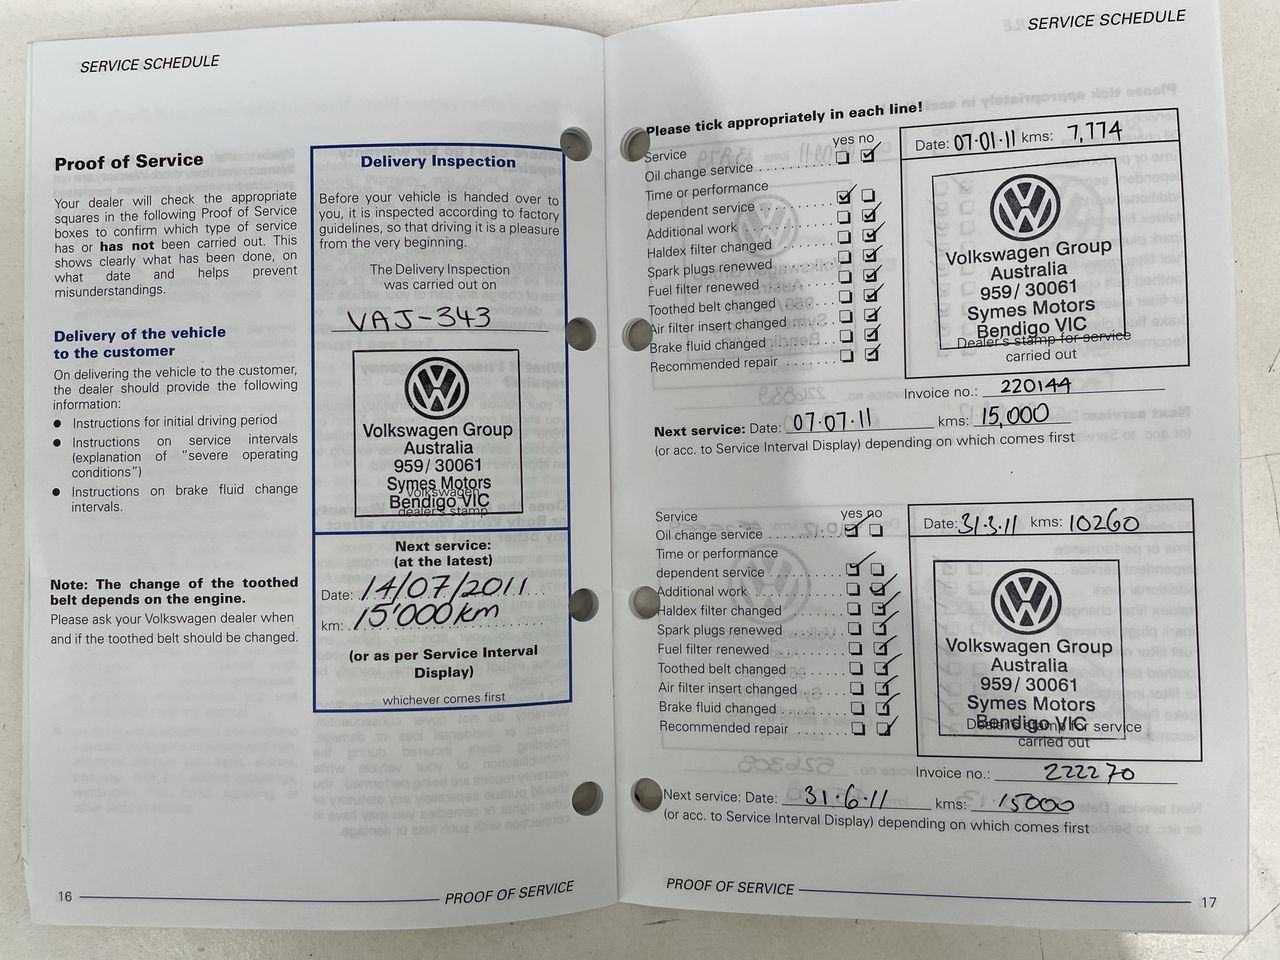 SERVICE SCHEDULE
Proof of Service
Your dealer will check the appropriate
squares in the following Proof of Service
boxes to confirm which type of service
has or has not been carried out. This
shows clearly what has been done, on
what date and helps prevent
misunderstandings.
Delivery of the vehicle
to the customer
On delivering the vehicle to the customer,
the dealer should provide the following
information:
● Instructions for initial driving period
● Instructions on service intervals
(explanation of "severe operating
conditions")
● Instructions on brake fluid change
intervals.
Note: The change of the toothed
belt depends on the engine.
Please ask your Volkswagen dealer when
and if the toothed belt should be changed.
Delivery Inspection
Before your vehicle is handed over to
you, it is inspected according to factory
guidelines, so that driving it is a pleasure
from the very beginning.
The Delivery Inspection
was carried out on
VAJ-343
Volkswagen Group
Australia
959/ 30061
Symes Motors
Bendigo VIC
Volkswagen
dealer's stamp
Next service:
(at the latest)
Date: 14/07/2011
km: 15'000km
(or as per Service Interval
Display)
whichever comes first
16
PROOF OF SERVICE
SERVICE SCHEDULE
Please tick appropriately in each line!
Service yes no
Oil change service
Time or performance
dependent service
Additional work
Haldex filter changed
Spark plugs renewed
Fuel filter renewed
Toothed belt changed
Air filter insert changed
Brake fluid changed
Recommended repair
Date: 07·01·11 kms: 7,774
Volkswagen Group
Australia
959/ 30061
Symes Motors
Bendigo VIC
Dealer's stamp for service
carried out
Invoice no.: 220144
Next service: Date: 07·07·11 kms: 15,000
(or acc. to Service Interval Display) depending on which comes first
Service yes no
Oil change service
Time or performance
dependent service
Additional work
Haldex filter changed
Spark plugs renewed
Fuel filter renewed
Toothed belt changed
Air filter insert changed
Brake fluid changed
Recommended repair
Date: 31·3·11 kms: 10260
Volkswagen Group
Australia
959/ 30061
Symes Motors
Bendigo VIC
Dealer's stamp for service
carried out
Invoice no.: 222270
Next service: Date: 31·6·11 kms: 15000
(or acc. to Service Interval Display) depending on which comes first
PROOF OF SERVICE
17